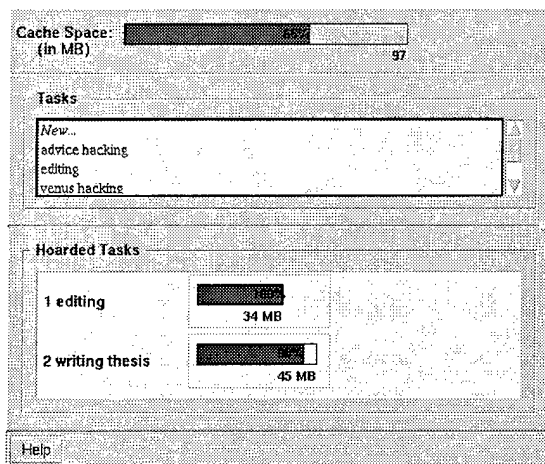 Cache Space:
(in MB)
97
Tasks
New...
advice hacking
editing
venus hacking
Hoarded Tasks
1 editing
100%
34 MB
2 writing thesis
45 MB
Help